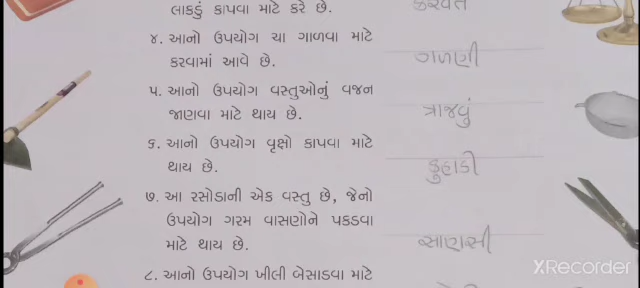 લાકડું કાપવા માટે કરે છે. કરવત
૪. આનો ઉપયોગ ચા ગાળવા માટે
કરવામાં આવે છે. ગળણી
૫. આનો ઉપયોગ વસ્તુઓનું વજન
જાણવા માટે થાય છે. ત્રાજવું
૬. આનો ઉપયોગ વૃક્ષો કાપવા માટે
થાય છે. કુહાડી
૭. આ રસોડાની એક વસ્તુ છે, જેનો
ઉપયોગ ગરમ વાસણોને પકડવા
માટે થાય છે. સાણસી
૮. આનો ઉપયોગ ખીલી બેસાડવા માટે
XRecorder